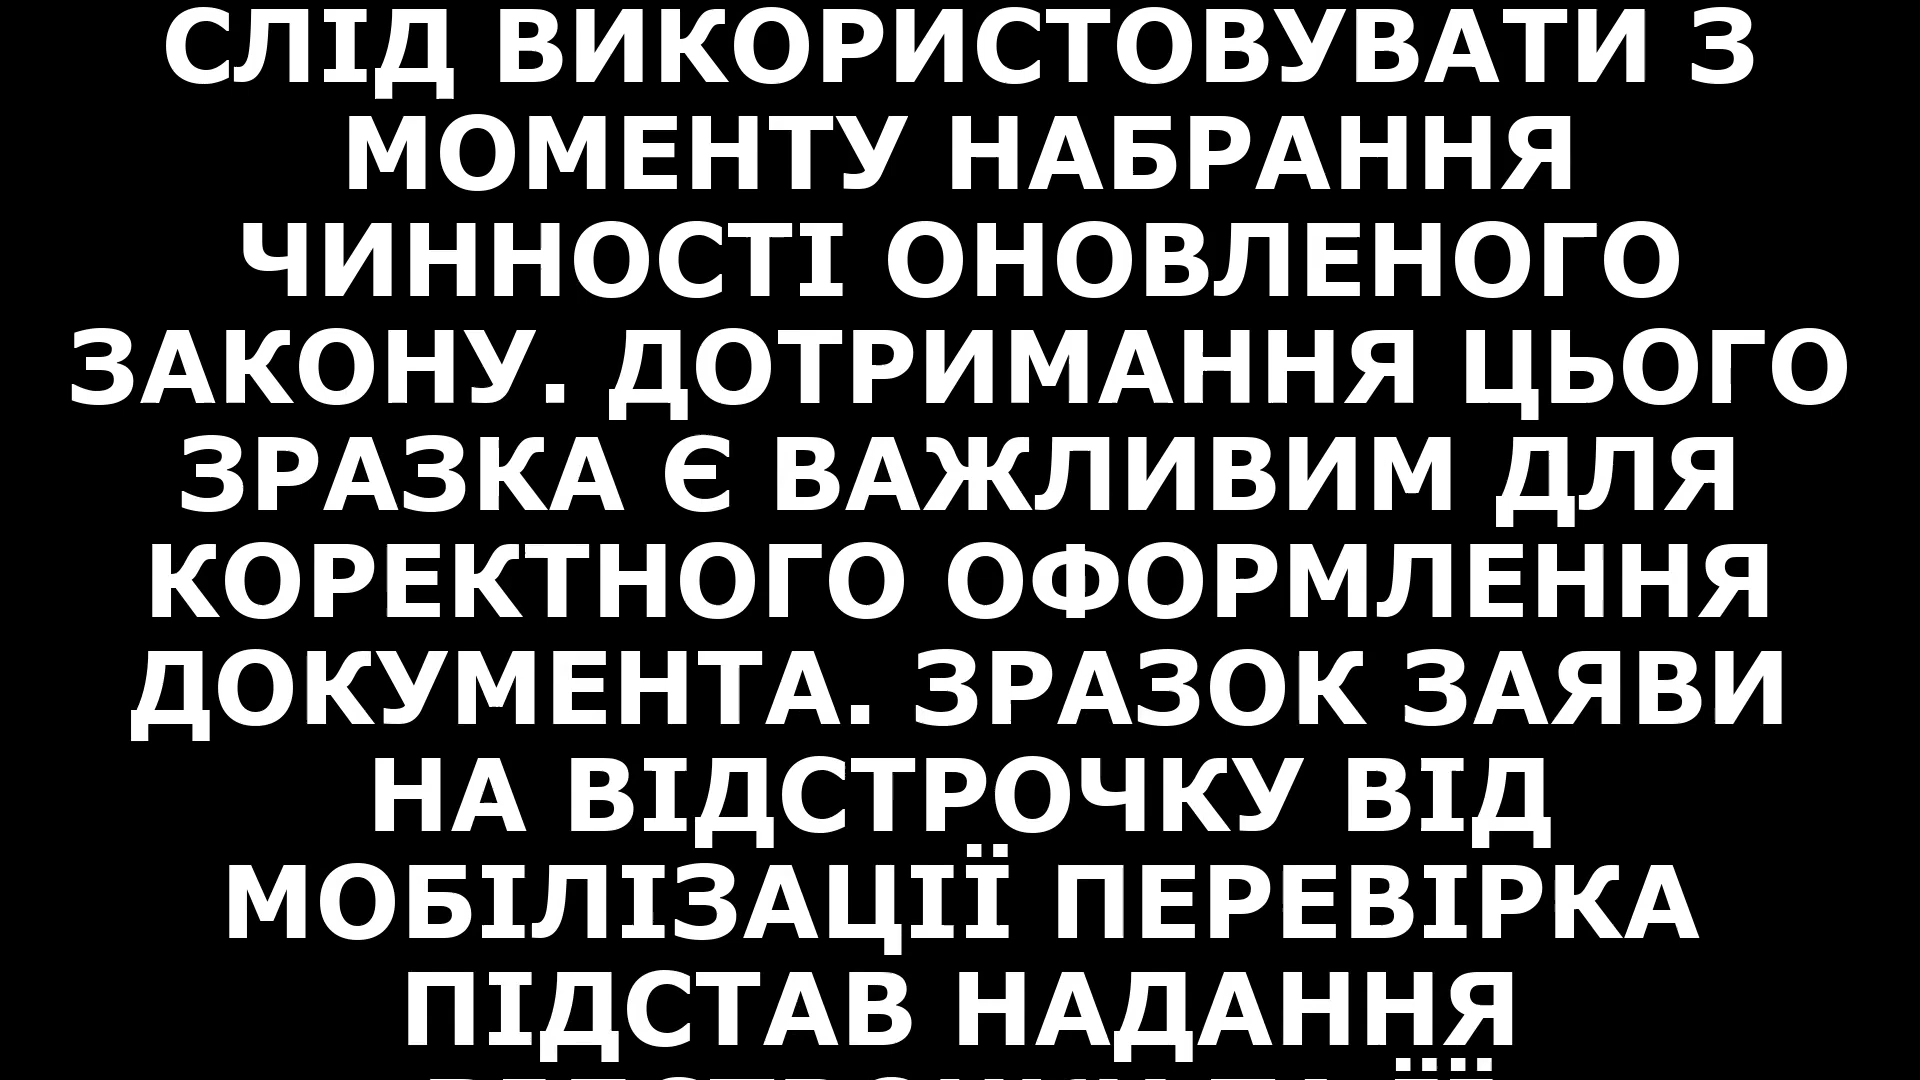 СЛІД ВИКОРИСТОВУВАТИ З
МОМЕНТУ НАБРАННЯ
ЧИННОСТІ ОНОВЛЕНОГО
ЗАКОНУ. ДОТРИМАННЯ ЦЬОГО
ЗРАЗКА Є ВАЖЛИВИМ ДЛЯ
КОРЕКТНОГО ОФОРМЛЕННЯ
ДОКУМЕНТА. ЗРАЗОК ЗАЯВИ
НА ВІДСТРОЧКУ ВІД
МОБІЛІЗАЦІЇ ПЕРЕВІРКА
ПІДСТАВ НАДАННЯ